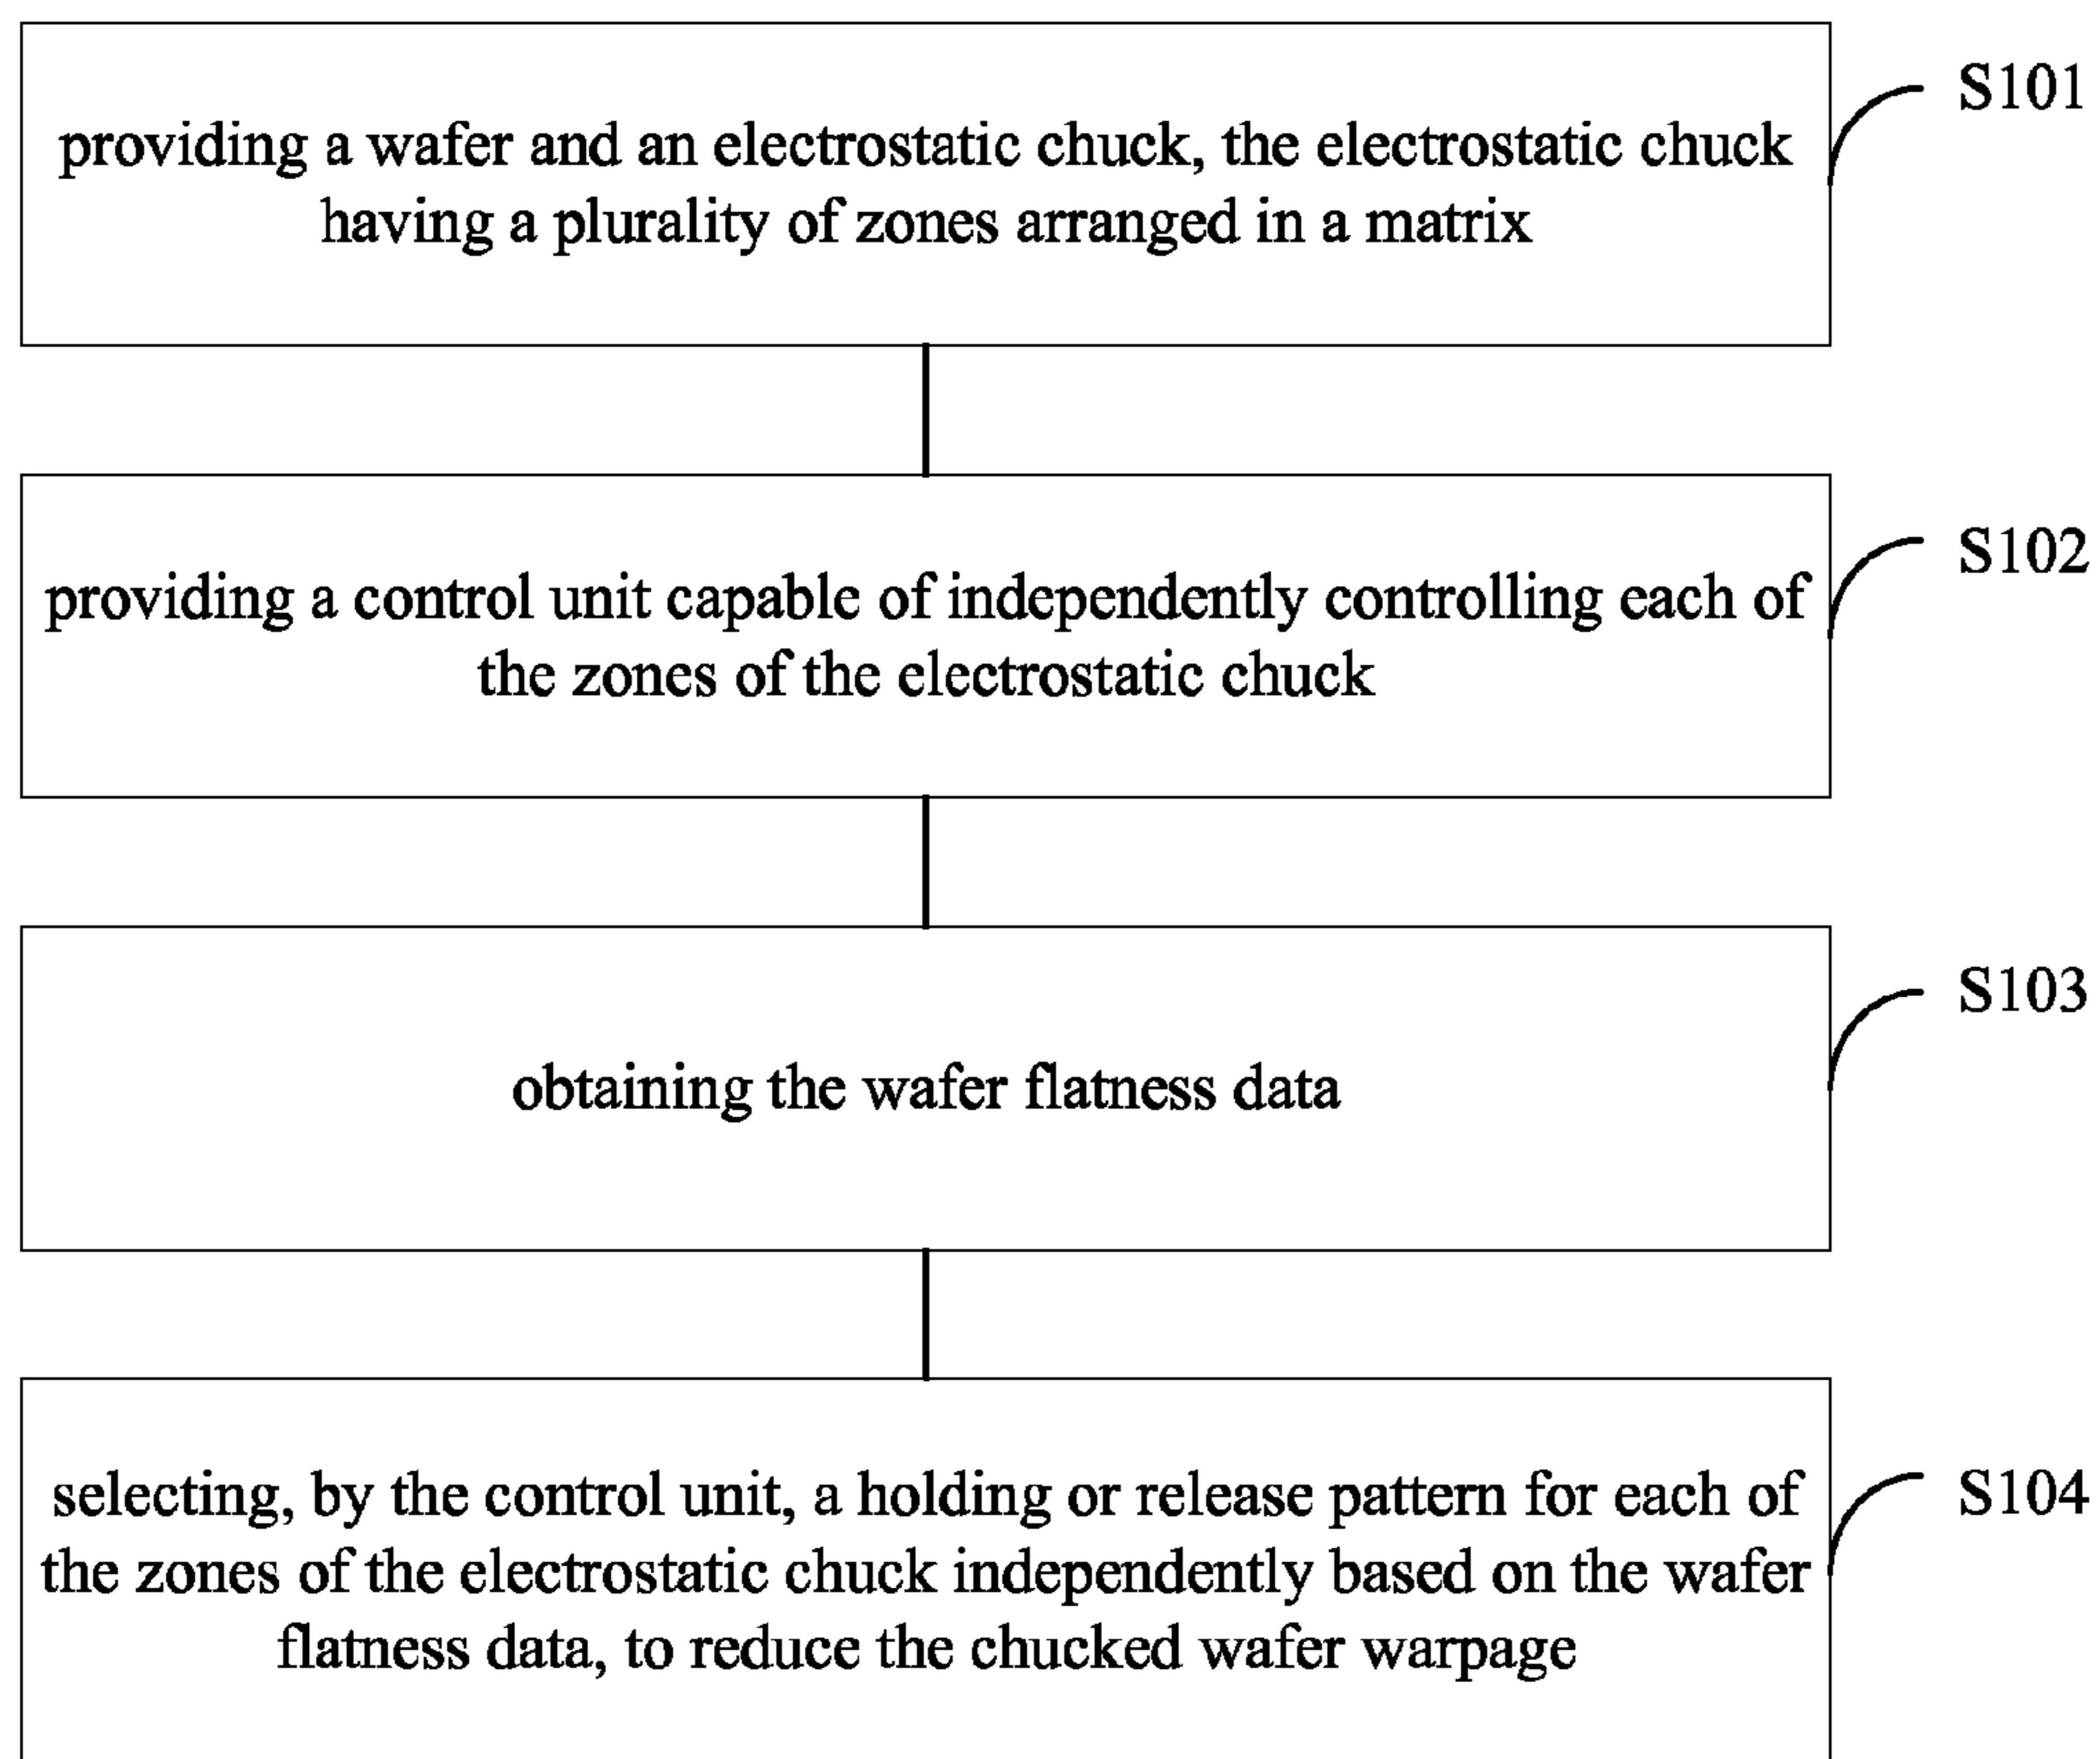 providing a wafer and an electrostatic chuck, the electrostatic chuck
having a plurality of zones arranged in a matrix
S101
providing a control unit capable of independently controlling each of
the zones of the electrostatic chuck
S102
obtaining the wafer flatness data
S103
selecting, by the control unit, a holding or release pattern for each of
the zones of the electrostatic chuck independently based on the wafer
flatness data, to reduce the chucked wafer warpage
S104